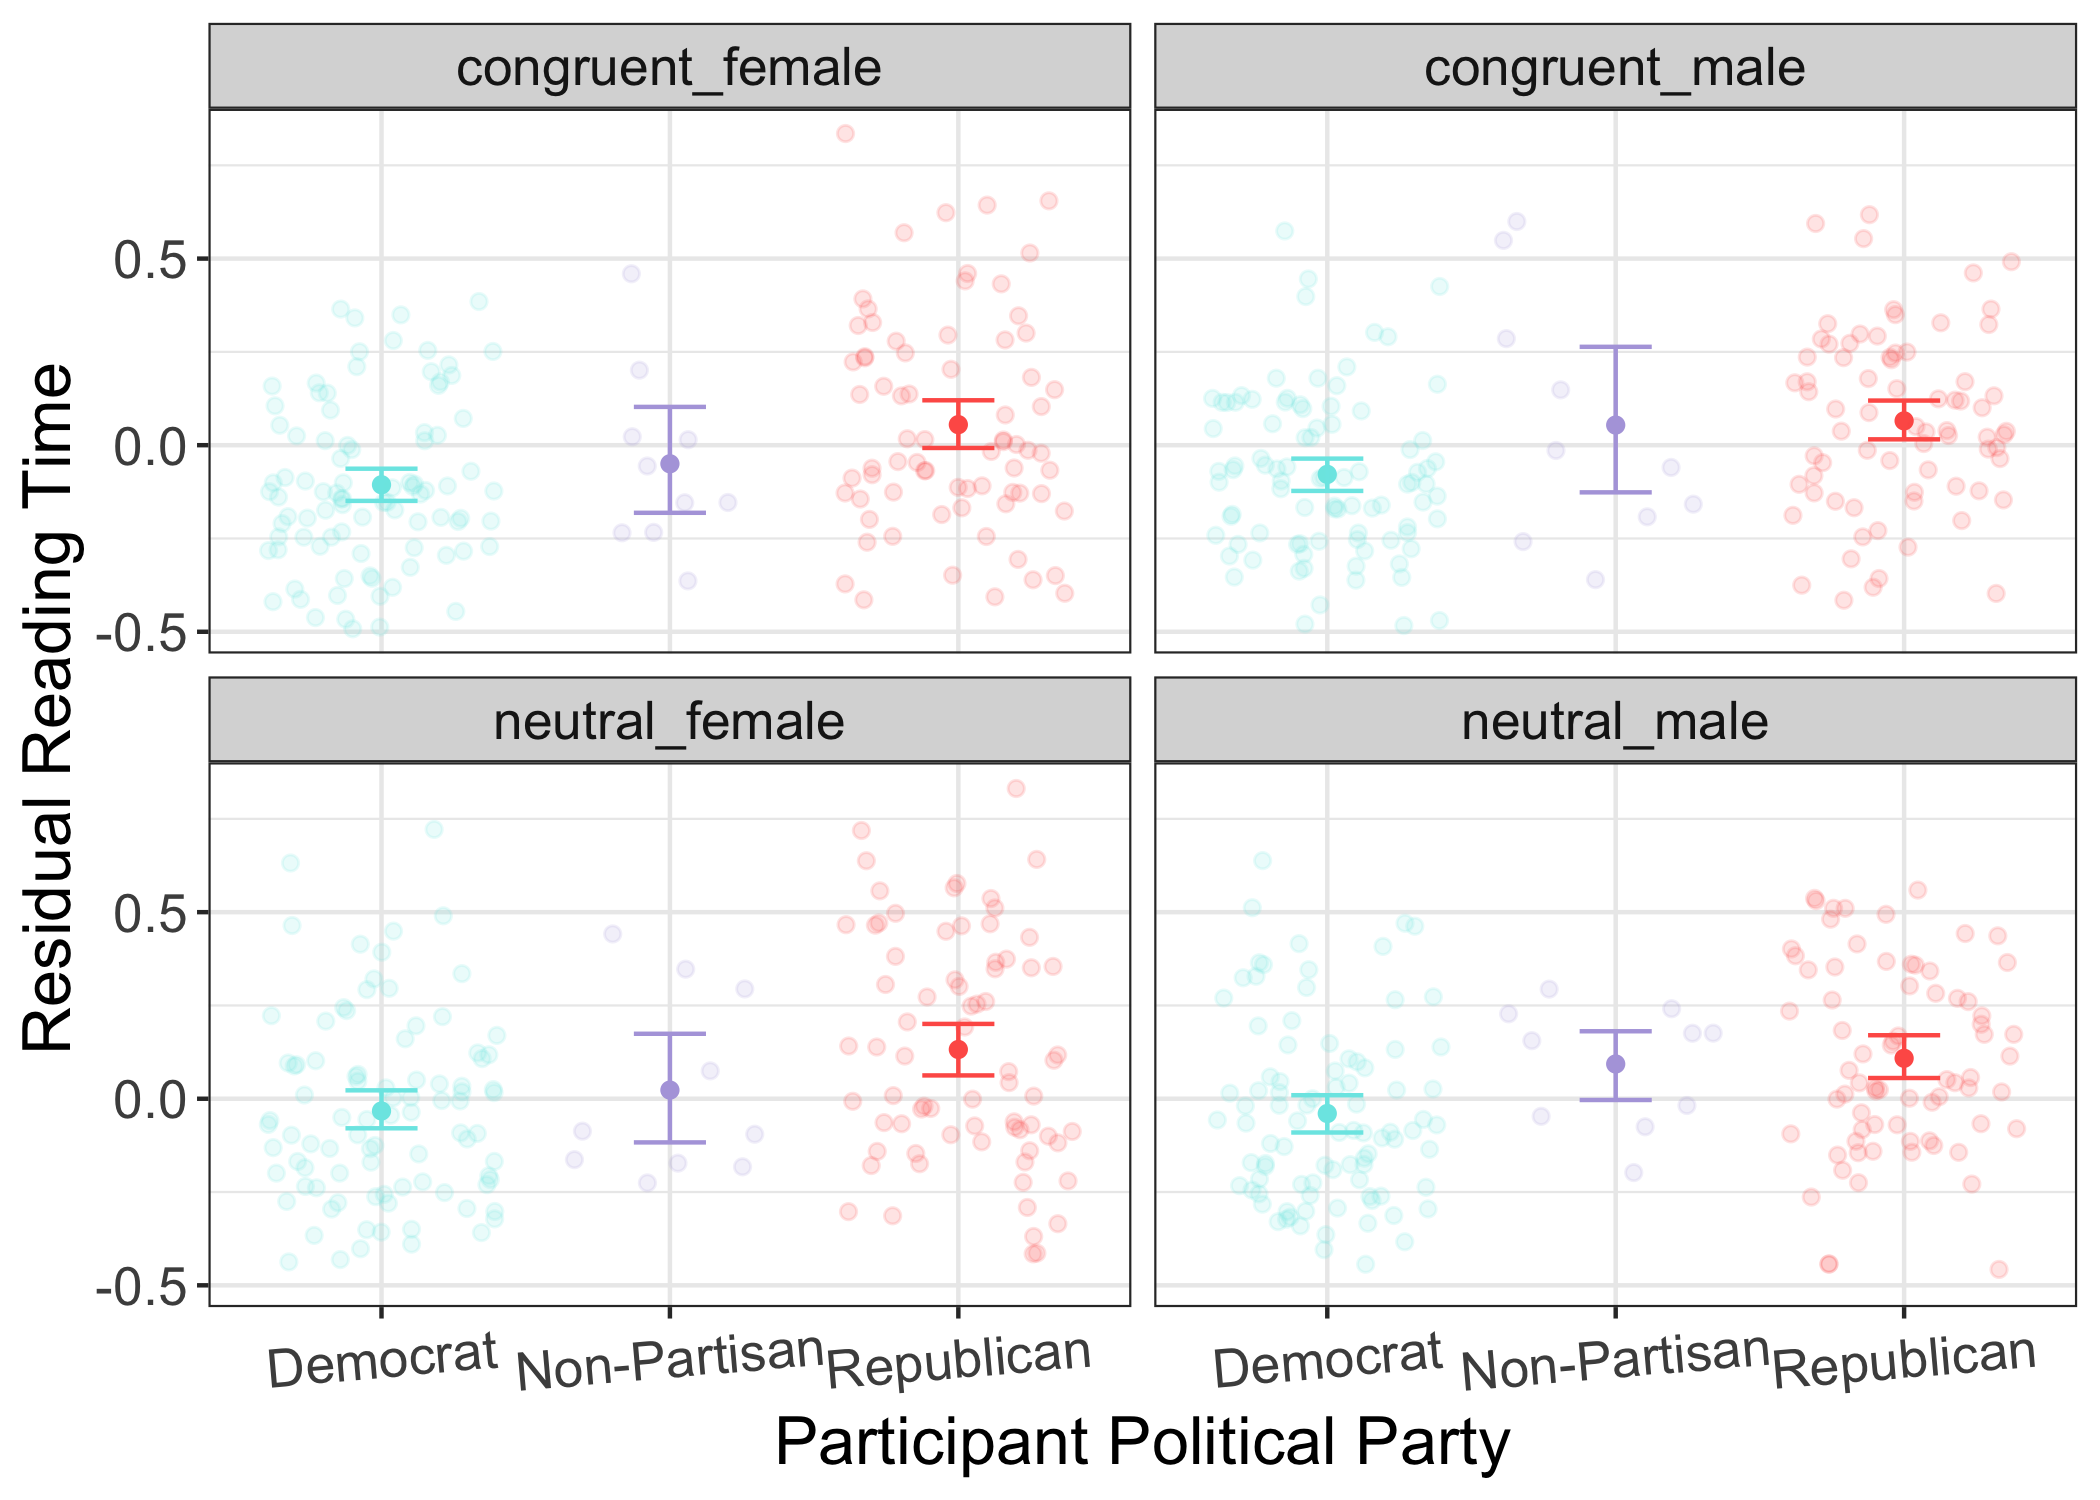 congruent_female
congruent_male
0.5
0.0
-0.5
neutral_female
neutral_male
0.5
0.0
-0.5
Residual Reading Time
Democrat Non-Partisan Republican
Democrat Non-Partisan Republican
Participant Political Party